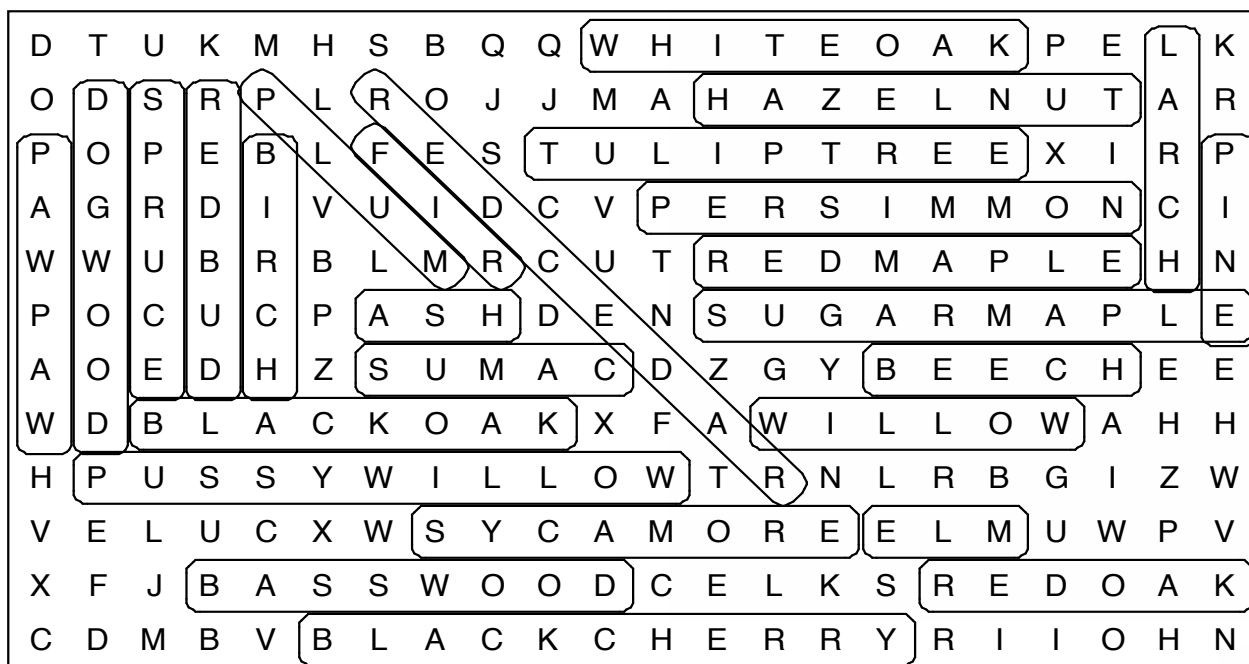 D T U K M H S B Q Q W H I T E O A K P E L K
O D S R P L R O J J M A H A Z E L N U T A R
P O P E B L F E S T U L I P T R E E X I R P
A G R D I V U I D C V P E R S I M M O N C I
W W U B R B L M R C U T R E D M A P L E H N
P O C U C P A S H D E N S U G A R M A P L E
A O E D H Z S U M A C D Z G Y B E E C H E E
W D B L A C K O A K X F A W I L L O W A H H
H P U S S Y W I L L O W T R N L R B G I Z W
V E L U C X W S Y C A M O R E E L M U W P V
X F J B A S S W O O D C E L K S R E D O A K
C D M B V B L A C K C H E R R Y R I I O H N